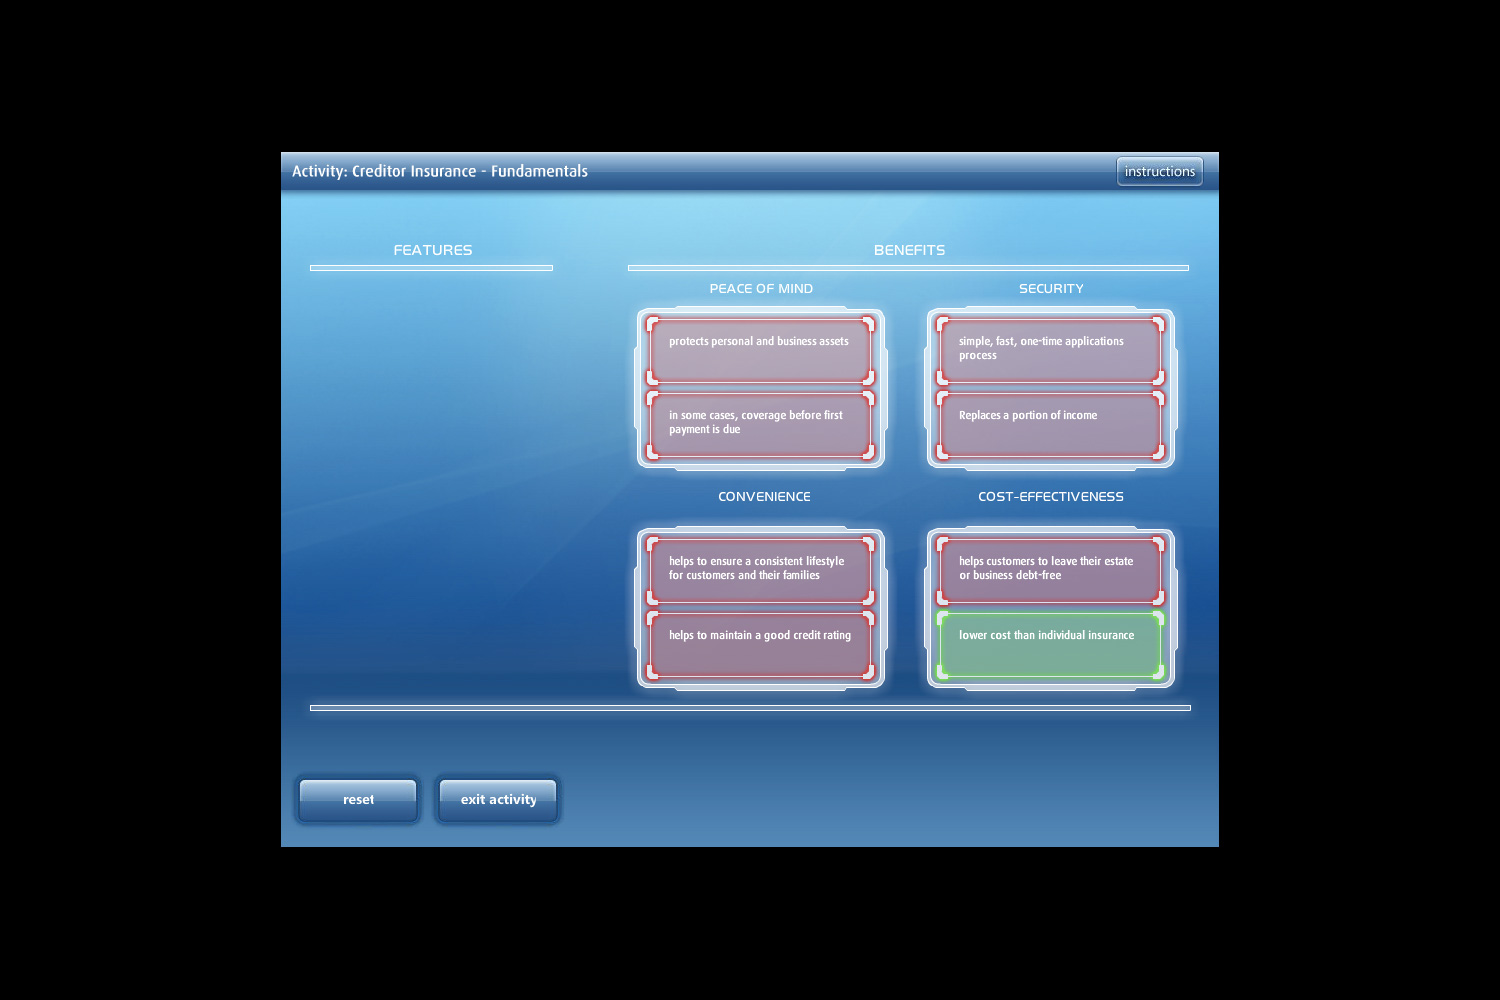 Activity: Creditor Insurance - Fundamentals
instructions
FEATURES
BENEFITS
PEACE OF MIND
SECURITY
protects personal and business assets
simple, fast, one-time applications
process
in some cases, coverage before first
payment is due
Replaces a portion of income
CONVENIENCE
COST-EFFECTIVENESS
helps to ensure a consistent lifestyle
for customers and their families
helps customers to leave their estate
or business debt-free
helps to maintain a good credit rating
lower cost than individual insurance
reset
exit activity